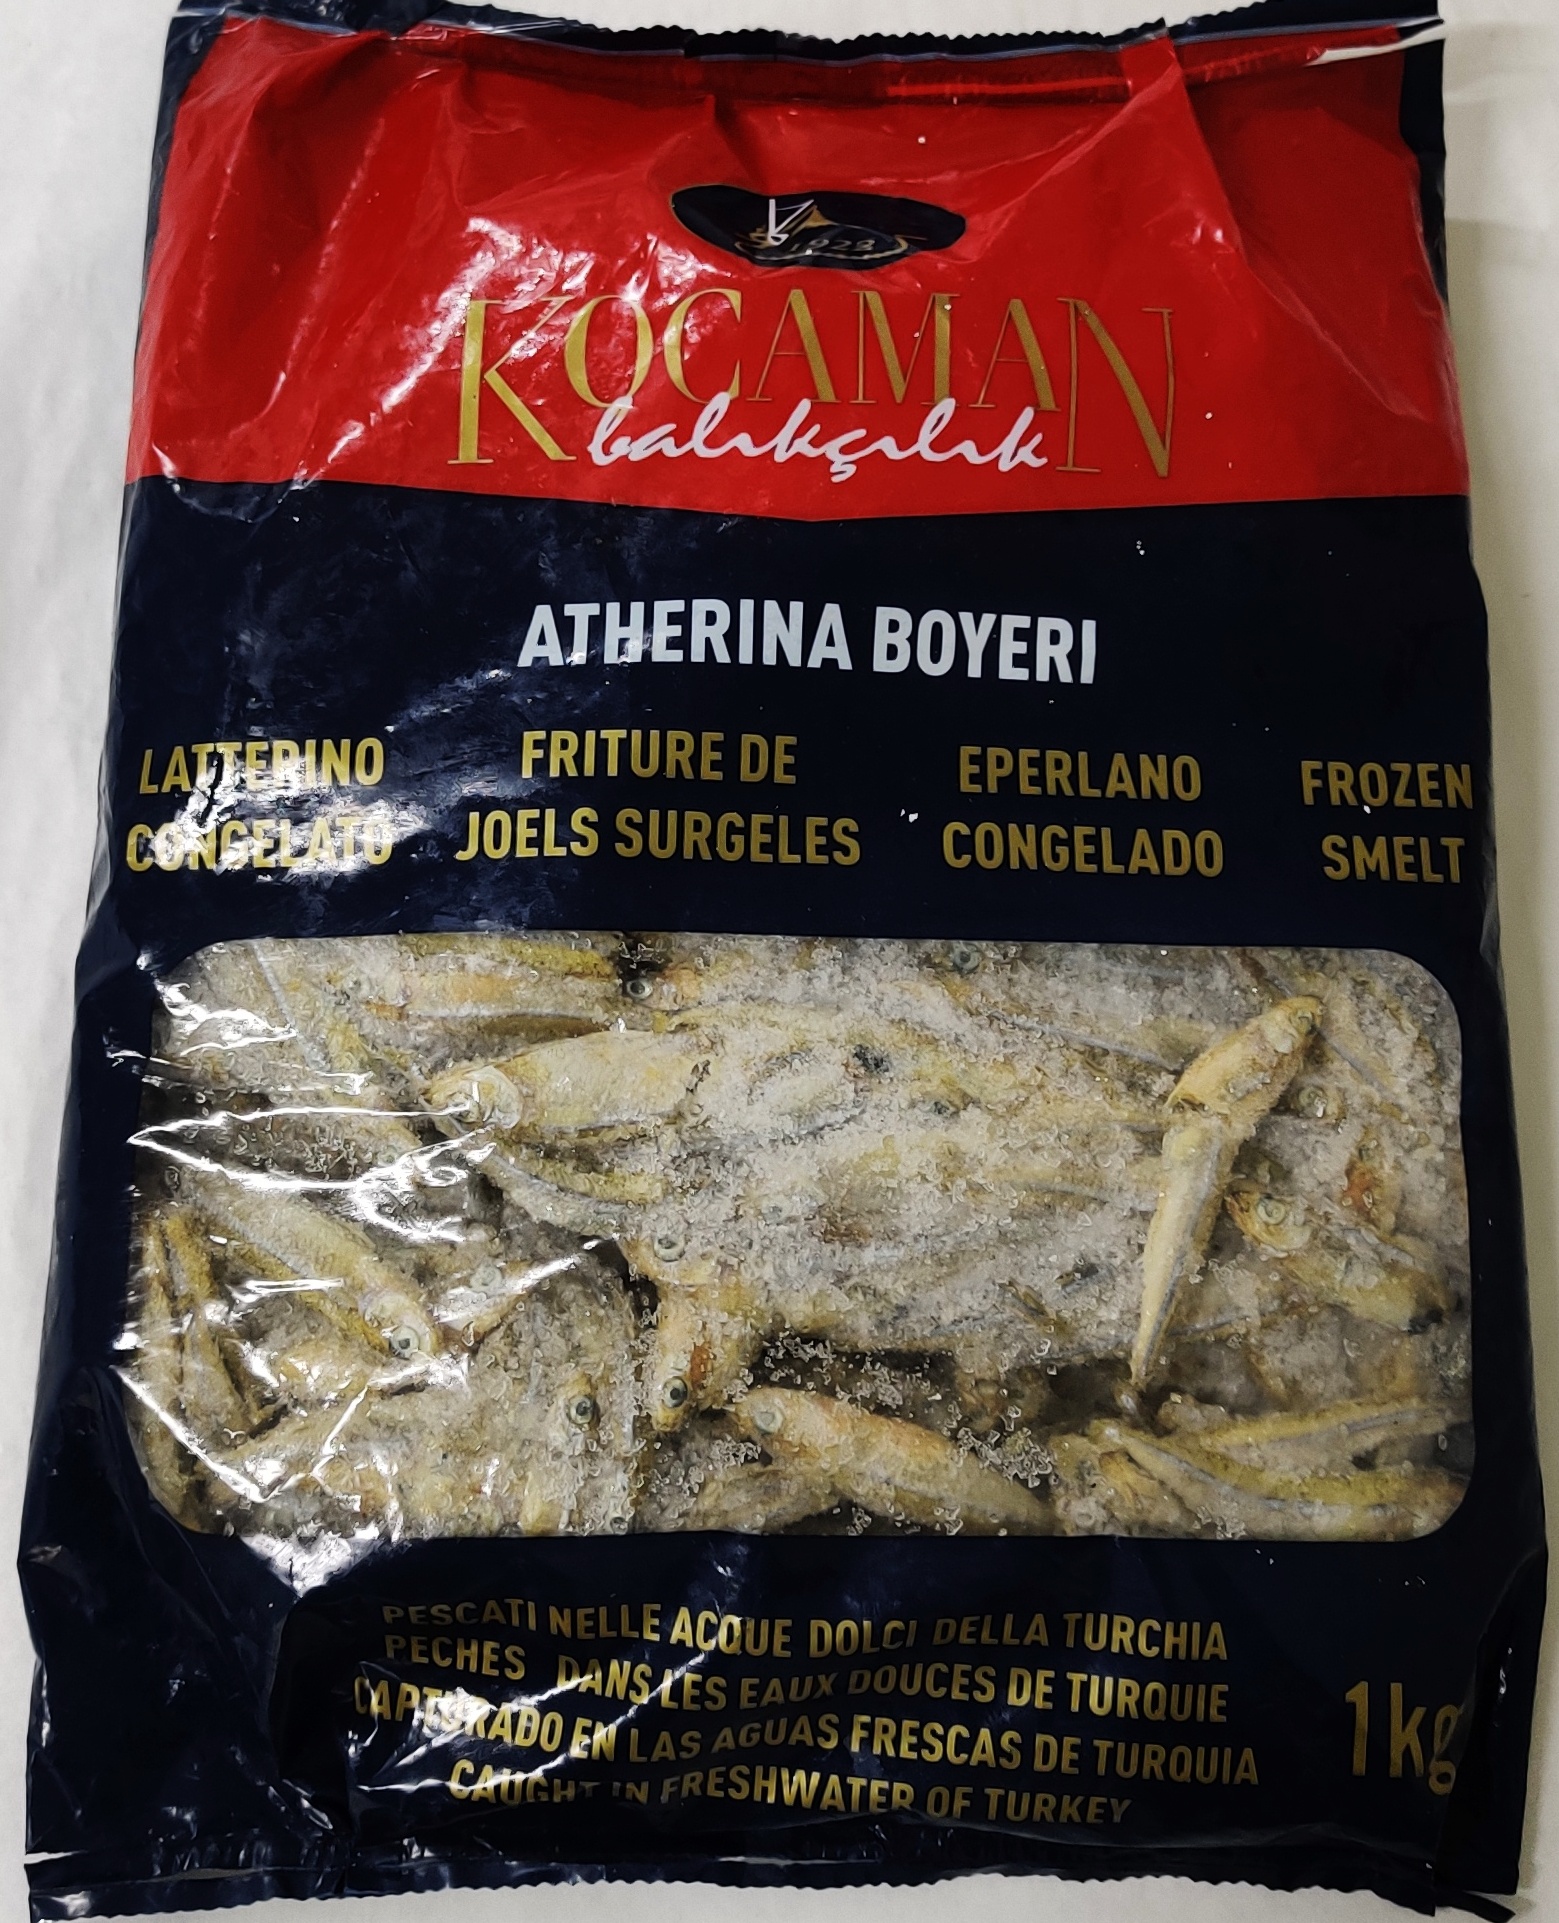 K
1928
KOCAMAN
balıkçılık
ATHERINA BOYERI
LATTERINO
CONGELATO
FRITURE DE
JOELS SURGELES
EPERLANO
CONGELADO
FROZEN
SMELT
PESCATI NELLE ACQUE DOLCI DELLA TURCHIA
PECHES DANS LES EAUX DOUCES DE TURQUIE
CAPTURADO EN LAS AGUAS FRESCAS DE TURQUIA
CAUGHT IN FRESHWATER OF TURKEY
1kg